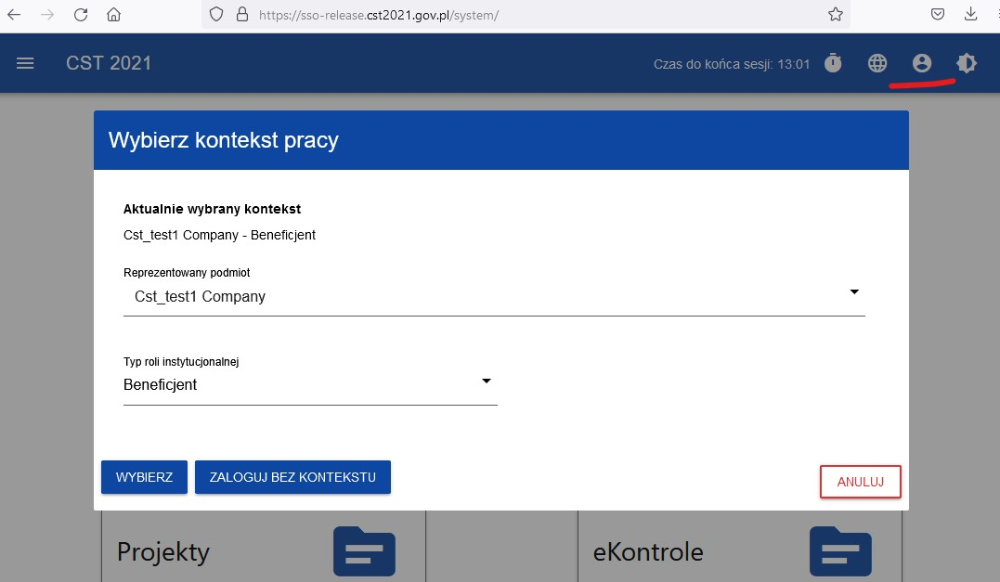 https://sso-release.cst2021.gov.pl/system/
CST 2021
Czas do końca sesji: 13:01
Wybierz kontekst pracy
Aktualnie wybrany kontekst
Cst_test1 Company - Beneficjent
Reprezentowany podmiot
Cst_test1 Company
Typ roli instytucjonalnej
Beneficjent
WYBIERZ ZALOGUJ BEZ KONTEKSTU ANULUJ
Projekty eKontrole